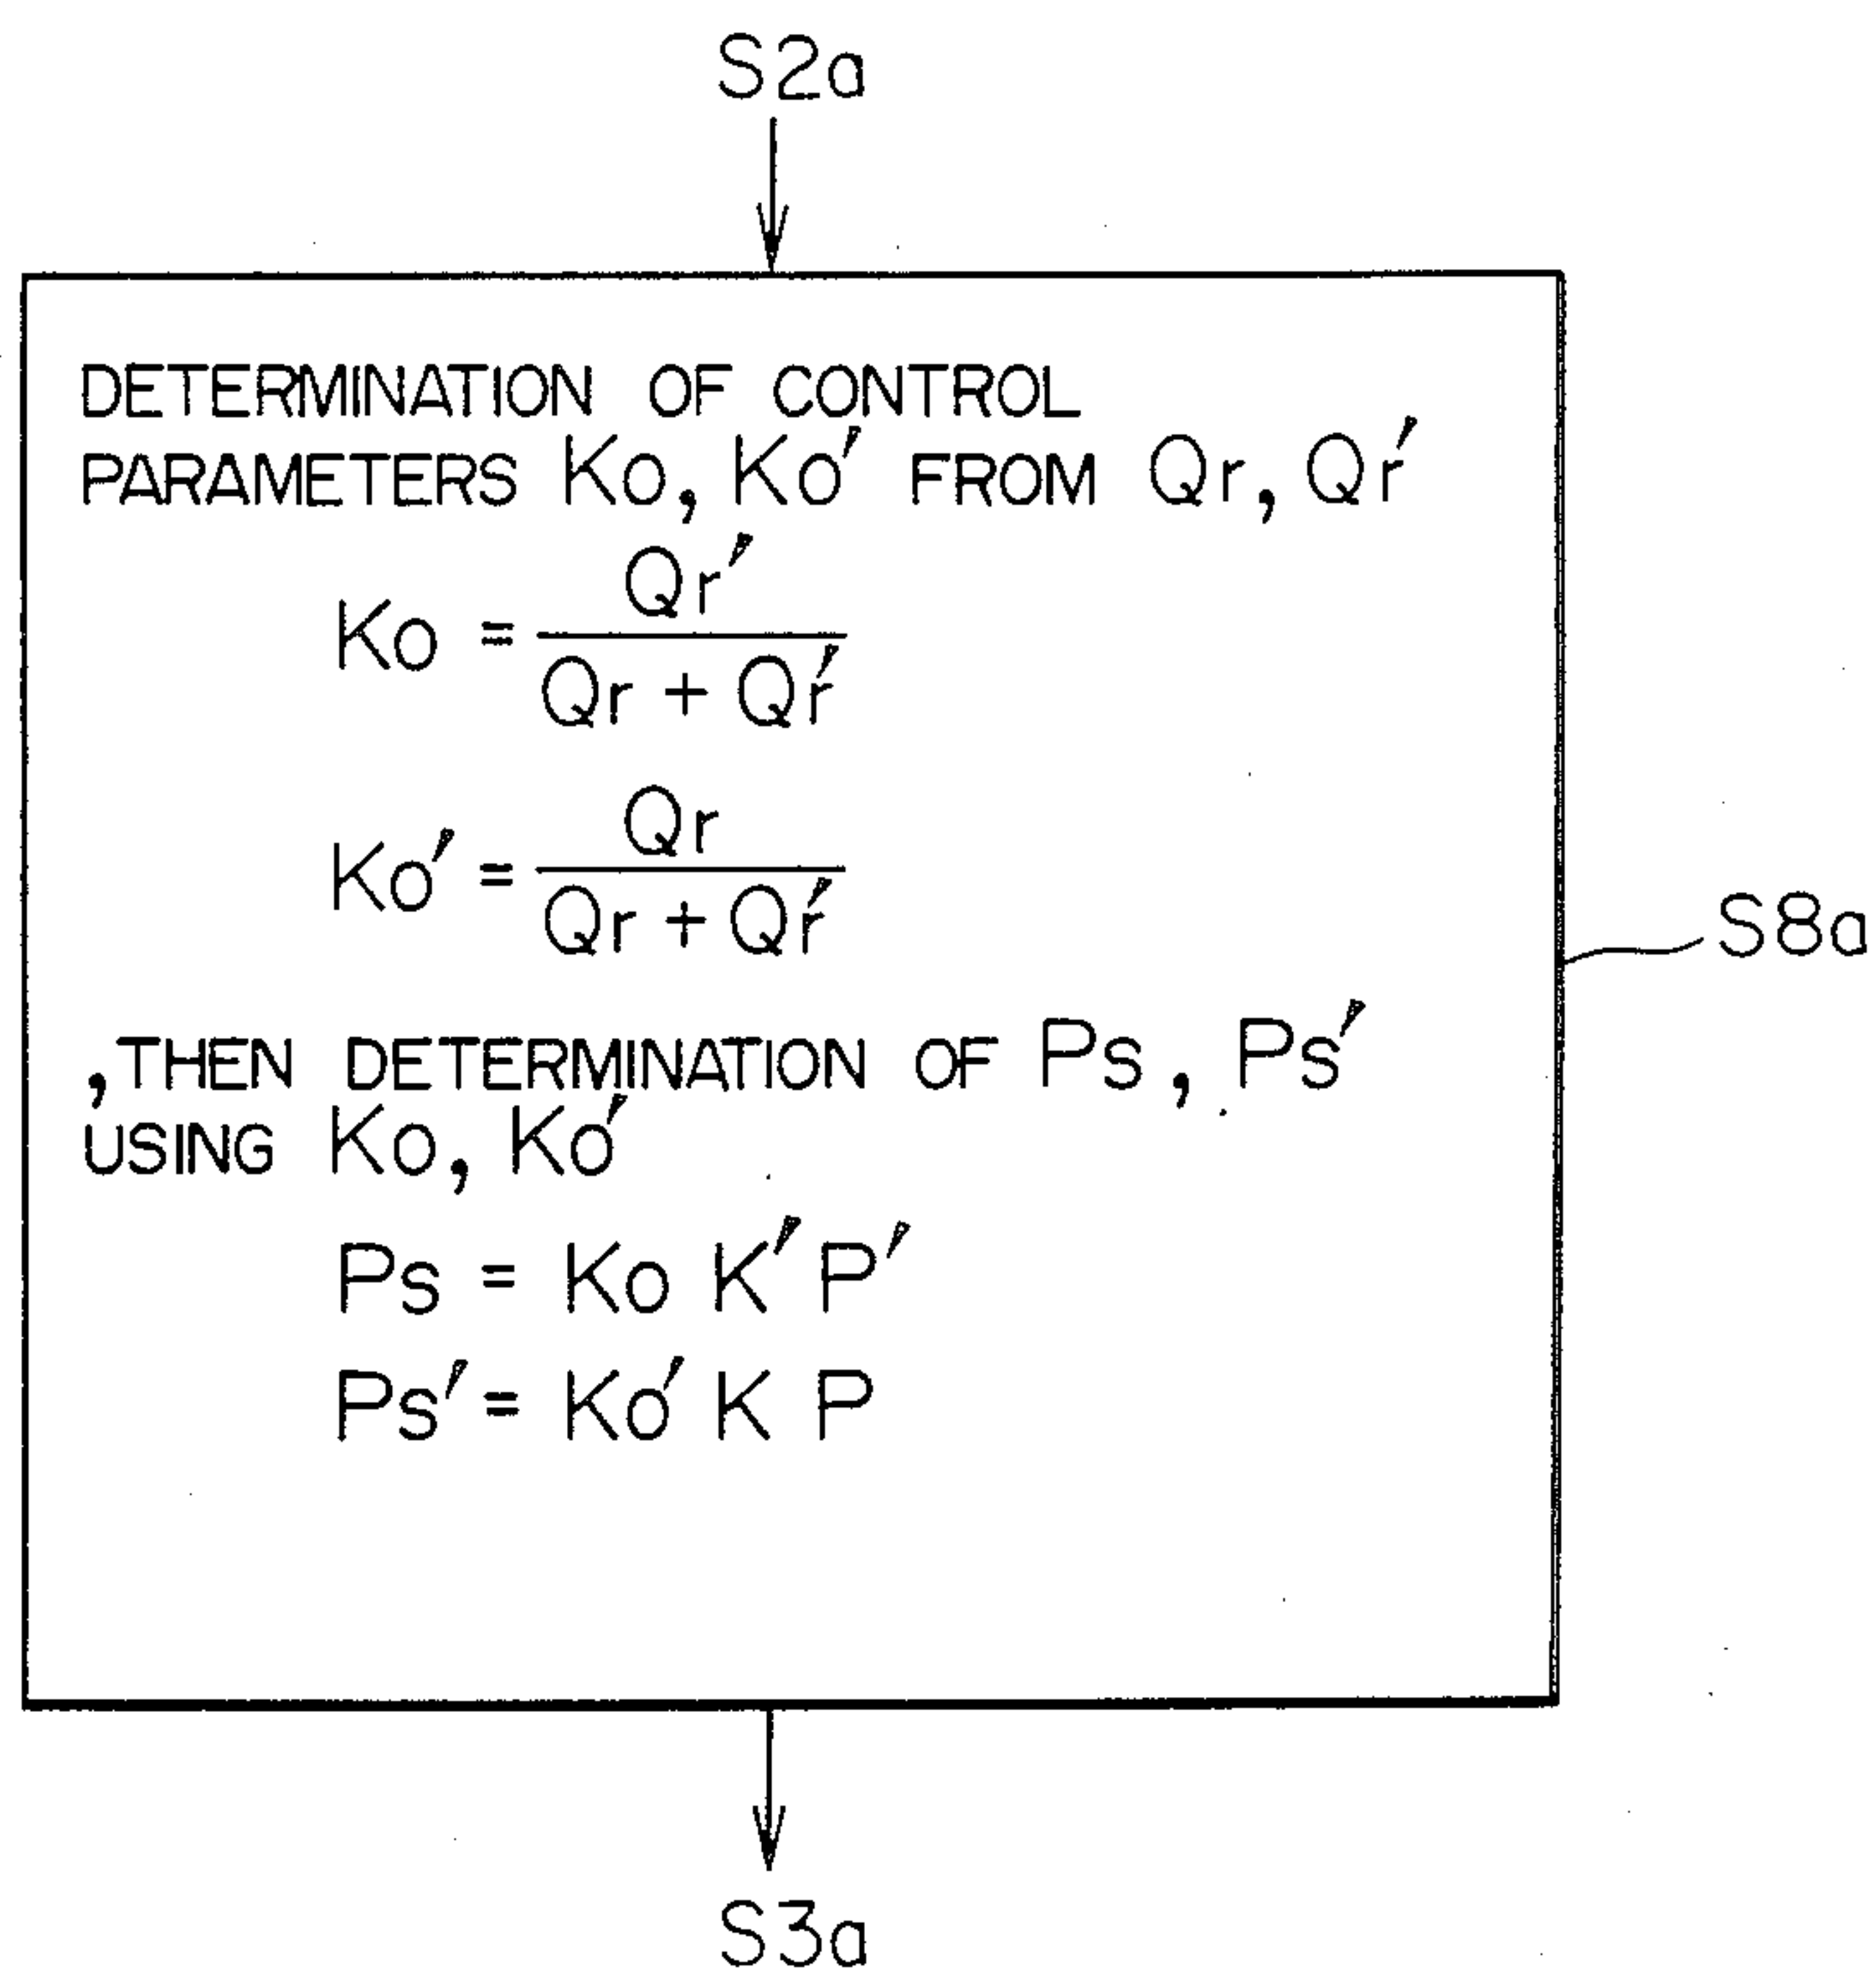 S2a
DETERMINATION OF CONTROL
PARAMETERS Ko, Ko′ FROM Qr, Qr′
Ko = Qr′ / (Qr + Qr′)
Ko′ = Qr / (Qr + Qr′)
S8a
, THEN DETERMINATION OF Ps, Ps′
USING Ko, Ko′
Ps = Ko K′ P′
Ps′ = Ko′ K P
S3a